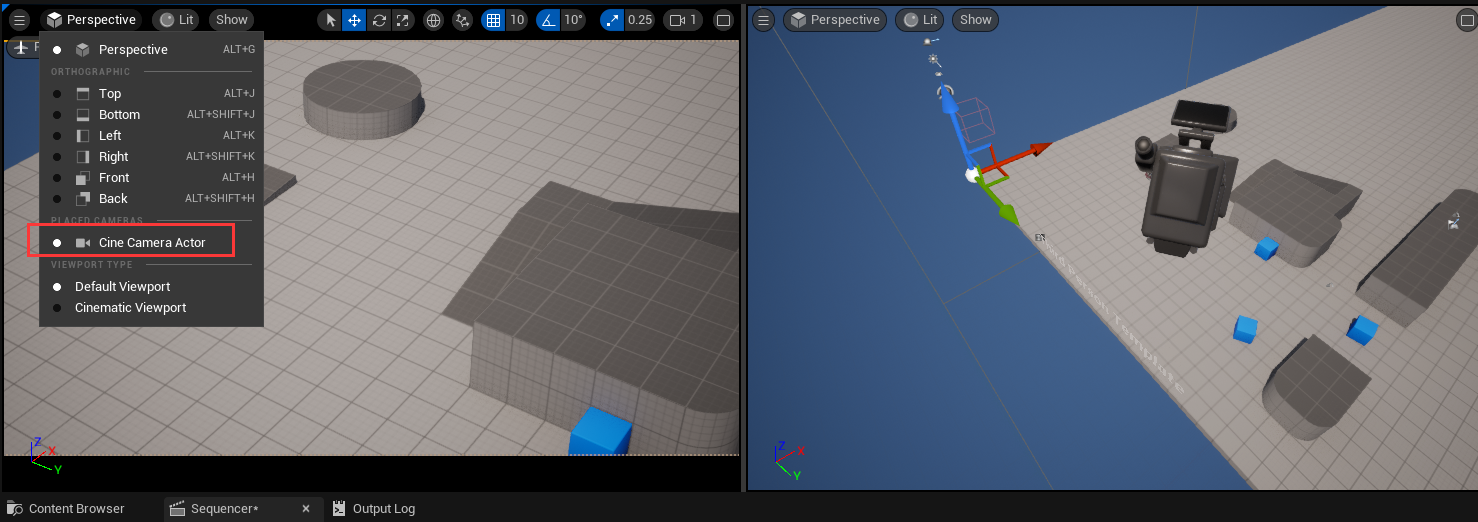 Perspective
Lit
Show
10
10°
0.25
1
Perspective ALT+G
ORTHOGRAPHIC
Top ALT+J
Bottom ALT+SHIFT+J
Left ALT+K
Right ALT+SHIFT+K
Front ALT+H
Back ALT+SHIFT+H
PLACED CAMERAS
Cine Camera Actor
VIEWPORT TYPE
Default Viewport
Cinematic Viewport
Z
X
Y
Perspective
Lit
Show
Person Template
Z
X
Y
Content Browser
Sequencer*
Output Log